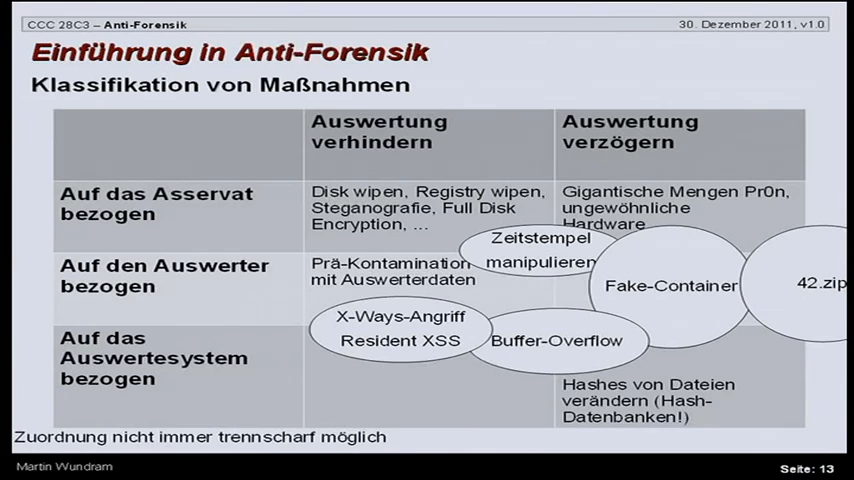 CCC 28C3 – Anti-Forensik
30. Dezember 2011, v1.0
Einführung in Anti-Forensik
Klassifikation von Maßnahmen
Auswertung
verhindern
Auswertung
verzögern
Auf das Asservat
bezogen
Disk wipen, Registry wipen,
Steganografie, Full Disk
Encryption, ...
Gigantische Mengen Pr0n,
ungewöhnliche
Hardware
Zeitstempel
manipulieren
Auf den Auswerter
bezogen
Prä-Kontamination
mit Auswerterdaten
Fake-Container
42.zip
Auf das
Auswertesystem
bezogen
X-Ways-Angriff
Resident XSS
Buffer-Overflow
Hashes von Dateien
verändern (Hash-
Datenbanken!)
Zuordnung nicht immer trennscharf möglich
Martin Wundram
Seite: 13